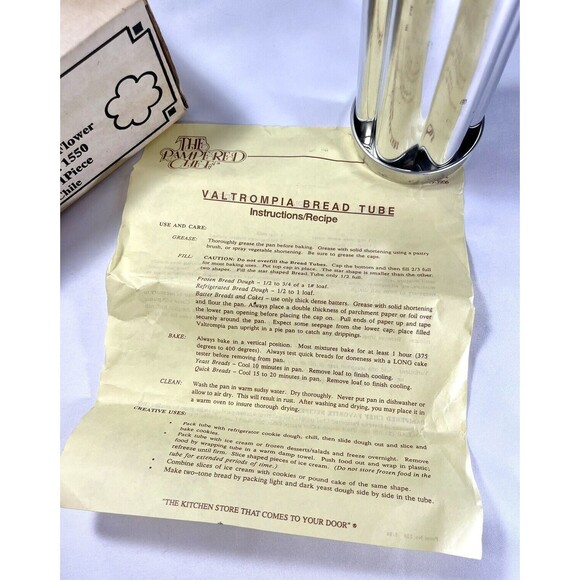 Flower
1550
1Piece
Chile
THE
PAMPERED
CHEF
VALTROMPIA BREAD TUBE
Instructions/Recipe
USE AND CARE:
GREASE: Thoroughly grease the pan before baking. Grease with solid shortening using a pastry
brush, or spray vegetable shortening. Be sure to grease the caps.
FILL: CAUTION: Do not overfill the Bread Tubes. Cap the bottom and then fill 2/3 full
for most baking uses. Put top cap in place. The star shape is smaller than the other
two shapes. Fill the star shaped Bread Tube only 1/2 full.
Frozen Bread Dough - 1/2 to 3/4 of a 1# loaf.
Refrigerated Bread Dough - 1/2 to 1 loaf.
Batter Breads and Cakes - use only thick dense batters. Grease with solid shortening
and flour the pan. Always place a double thickness of parchment paper or foil over
the lower pan opening before placing the cap on. Pull ends of paper up and tape
securely around the pan. Expect some seepage from the lower cap; place filled
Valtrompia pan upright in a pie pan to catch any drippings.
BAKE: Always bake in a vertical position. Most mixtures bake for at least 1 hour (375
degrees to 400 degrees). Always test quick breads for doneness with a LONG cake
tester before removing from pan.
Yeast Breads - Cool 10 minutes in pan. Remove loaf to finish cooling.
Quick Breads - Cool 15 to 20 minutes in pan. Remove loaf to finish cooling.
CLEAN: Wash the pan in warm sudsy water. Dry thoroughly. Never put pan in dishwasher or
allow to air dry. This will result in rust. After washing and drying, you may place it in
a warm oven to insure thorough drying.
CREATIVE USES:
• Pack tube with refrigerator cookie dough, chill, then slide dough out and slice and
bake cookies.
• Pack tube with ice cream or frozen desserts/salads and freeze overnight. Remove
food by wrapping tube in a warm damp towel. Push food out and wrap in plastic;
refreeze until firm. Slice shaped pieces of ice cream. (Do not store frozen food in the
tube for extended periods of time.)
• Combine slices of ice cream with cookies or pound cake of the same shape.
• Make two-tone bread by packing light and dark yeast dough side by side in the tube.
"THE KITCHEN STORE THAT COMES TO YOUR DOOR" ®